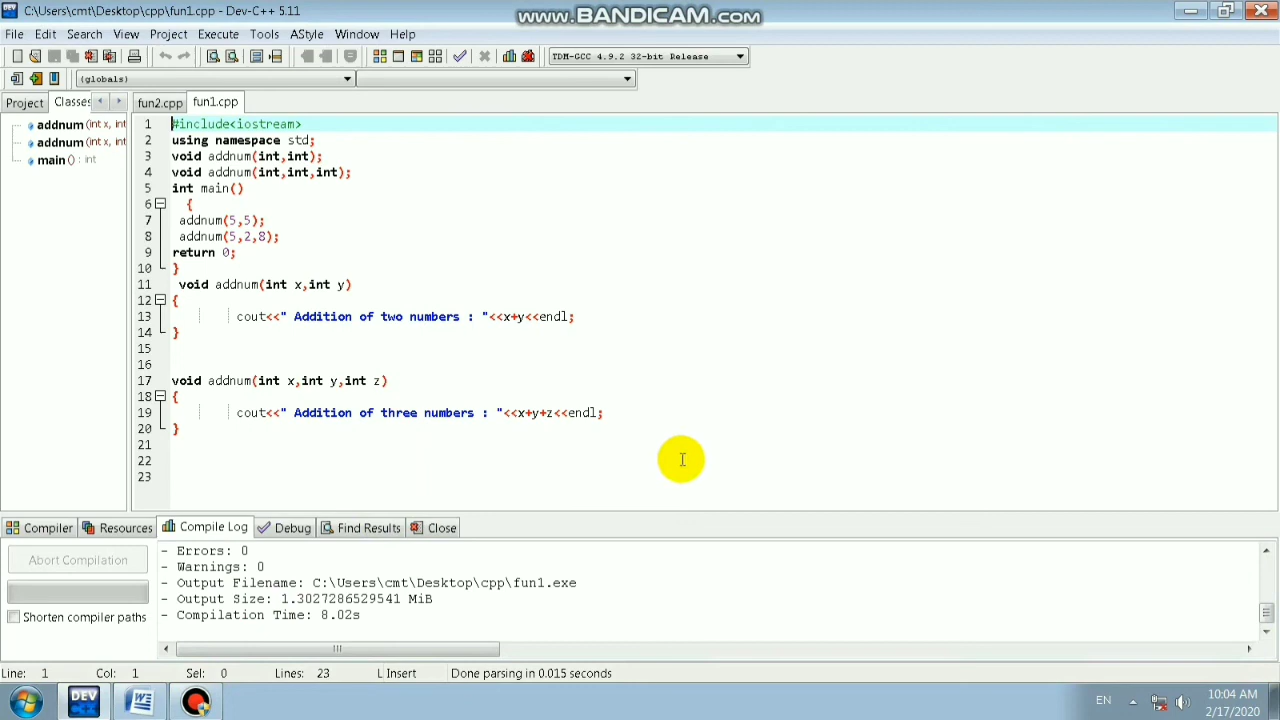 C:\Users\cmt\Desktop\cpp\fun1.cpp - Dev-C++ 5.11
www.BANDICAM.com
File Edit Search View Project Execute Tools AStyle Window Help
TDM-GCC 4.9.2 32-bit Release
(globals)
Project Classes fun2.cpp fun1.cpp
addnum (int x, int
addnum (int x, int
main () : int
1 #include<iostream>
2 using namespace std;
3 void addnum(int,int);
4 void addnum(int,int,int);
5 int main()
6 {
7 addnum(5,5);
8 addnum(5,2,8);
9 return 0;
10 }
11 void addnum(int x,int y)
12 {
13 cout<<" Addition of two numbers : "<<x+y<<endl;
14 }
15
16
17 void addnum(int x,int y,int z)
18 {
19 cout<<" Addition of three numbers : "<<x+y+z<<endl;
20 }
21
22
23
Compiler Resources Compile Log Debug Find Results Close
Abort Compilation
Shorten compiler paths
- Errors: 0
- Warnings: 0
- Output Filename: C:\Users\cmt\Desktop\cpp\fun1.exe
- Output Size: 1.3027286529541 MiB
- Compilation Time: 8.02s
Line: 1 Col: 1 Sel: 0 Lines: 23 L Insert Done parsing in 0.015 seconds
DEV
EN
10:04 AM
2/17/2020